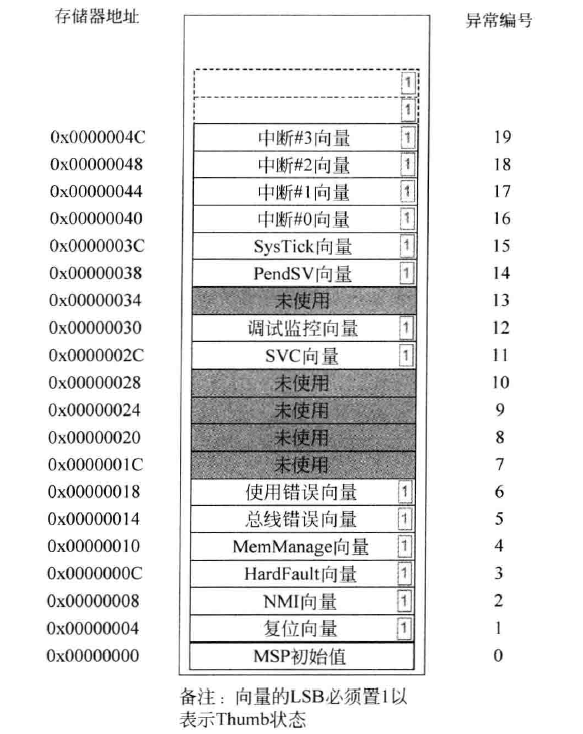 存储器地址 异常编号
1
1
0x0000004C 中断#3向量 1 19
0x00000048 中断#2向量 1 18
0x00000044 中断#1向量 1 17
0x00000040 中断#0向量 1 16
0x0000003C SysTick向量 1 15
0x00000038 PendSV向量 1 14
0x00000034 未使用 13
0x00000030 调试监控向量 1 12
0x0000002C SVC向量 1 11
0x00000028 未使用 10
0x00000024 未使用 9
0x00000020 未使用 8
0x0000001C 未使用 7
0x00000018 使用错误向量 1 6
0x00000014 总线错误向量 1 5
0x00000010 MemManage向量 1 4
0x0000000C HardFault向量 1 3
0x00000008 NMI向量 1 2
0x00000004 复位向量 1 1
0x00000000 MSP初始值 0
备注：向量的LSB必须置1以
表示Thumb状态